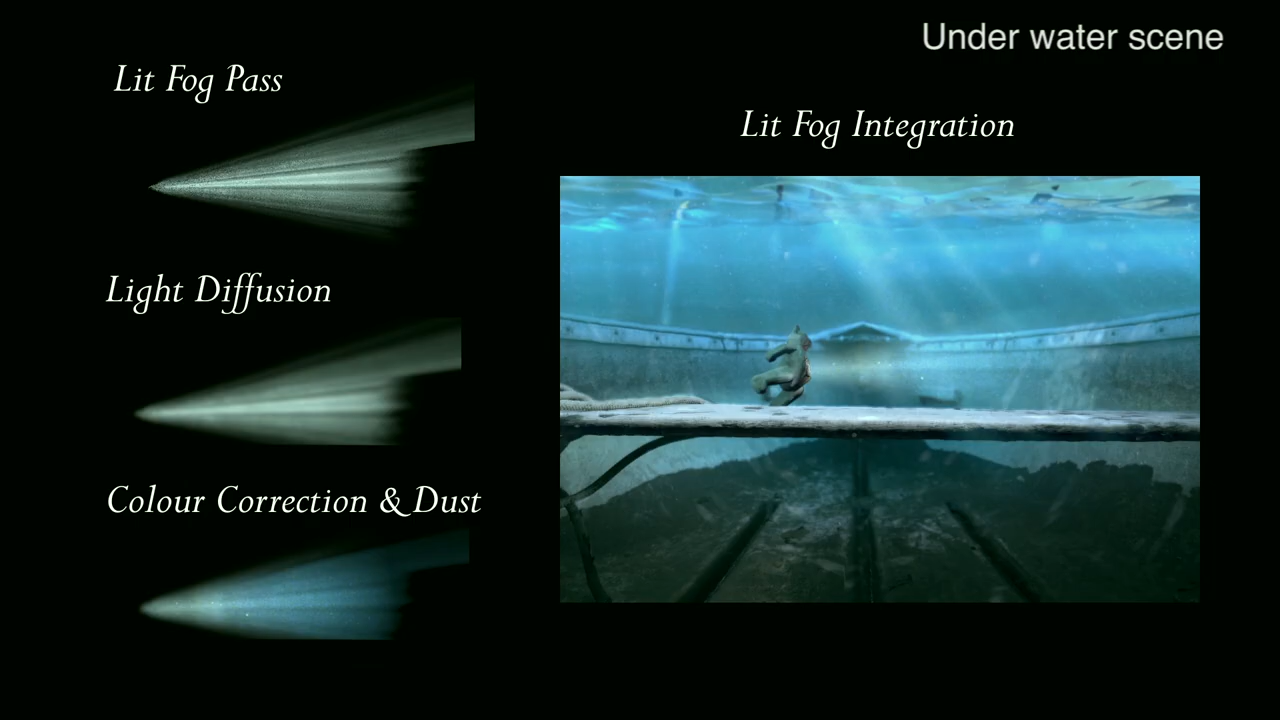 Under water scene
Lit Fog Pass
Lit Fog Integration
Light Diffusion
Colour Correction & Dust